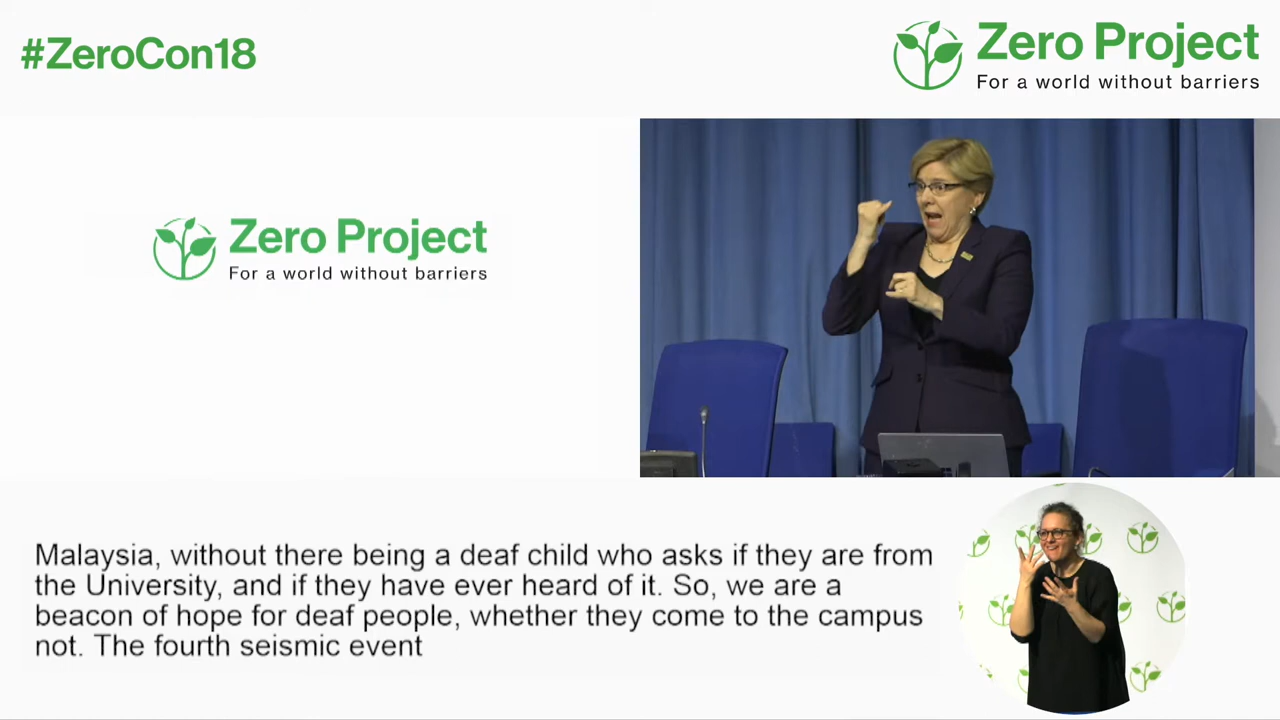 #ZeroCon18
Zero Project
For a world without barriers
Zero Project
For a world without barriers
Malaysia, without there being a deaf child who asks if they are from
the University, and if they have ever heard of it. So, we are a
beacon of hope for deaf people, whether they come to the campus
not. The fourth seismic event